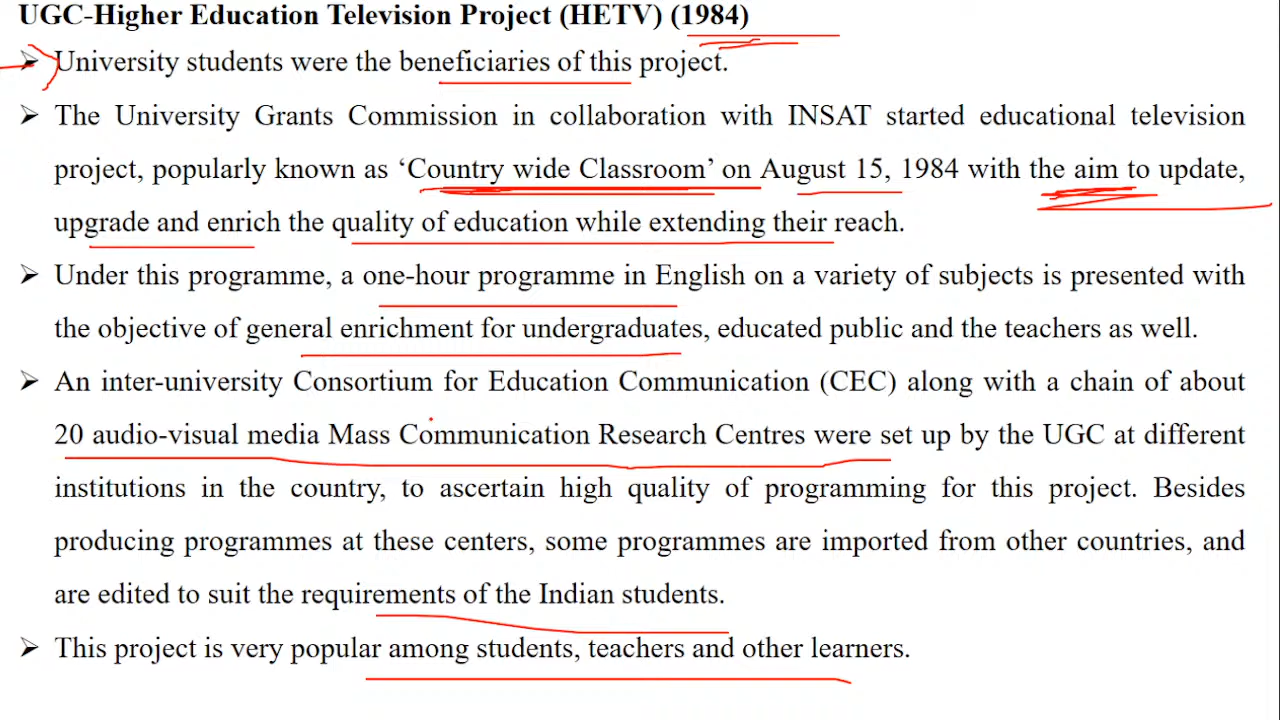 UGC-Higher Education Television Project (HETV) (1984)
➢ University students were the beneficiaries of this project.
➢ The University Grants Commission in collaboration with INSAT started educational television
project, popularly known as ‘Country wide Classroom’ on August 15, 1984 with the aim to update,
upgrade and enrich the quality of education while extending their reach.
➢ Under this programme, a one-hour programme in English on a variety of subjects is presented with
the objective of general enrichment for undergraduates, educated public and the teachers as well.
➢ An inter-university Consortium for Education Communication (CEC) along with a chain of about
20 audio-visual media Mass Communication Research Centres were set up by the UGC at different
institutions in the country, to ascertain high quality of programming for this project. Besides
producing programmes at these centers, some programmes are imported from other countries, and
are edited to suit the requirements of the Indian students.
➢ This project is very popular among students, teachers and other learners.